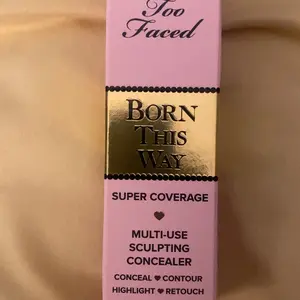 Too
Faced
BORN
THIS
WAY
SUPER COVERAGE
MULTI-USE
SCULPTING
CONCEALER
CONCEAL ♥ CONTOUR
HIGHLIGHT ♥ RETOUCH